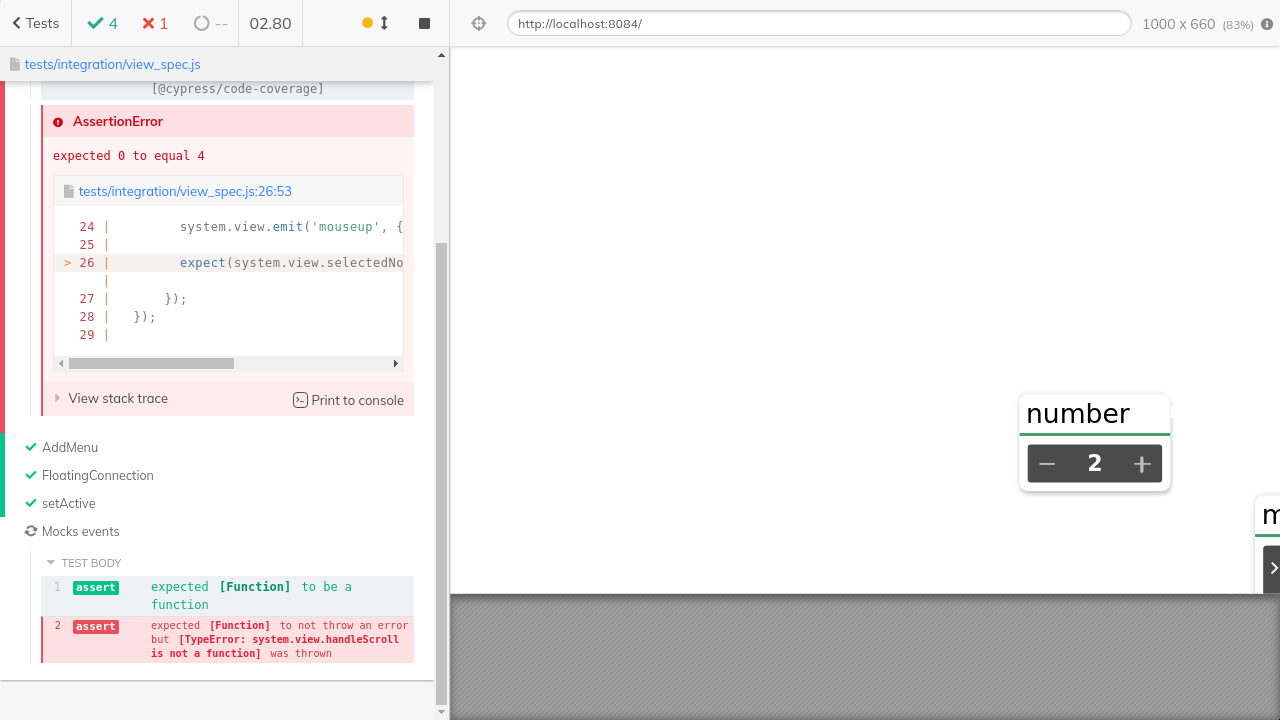 Tests
4
1
--
02.80
http://localhost:8084/
1000 x 660 (83%)
tests/integration/view_spec.js
[@cypress/code-coverage]
AssertionError
expected 0 to equal 4
tests/integration/view_spec.js:26:53
24 | system.view.emit('mouseup', {
25 |
> 26 | expect(system.view.selectedNo
|
27 | });
28 | });
29 |
View stack trace
Print to console
AddMenu
FloatingConnection
setActive
Mocks events
TEST BODY
1 assert expected [Function] to be a
function
2 assert expected [Function] to not throw an error
but [TypeError: system.view.handleScroll
is not a function] was thrown
number
− 2 +
m